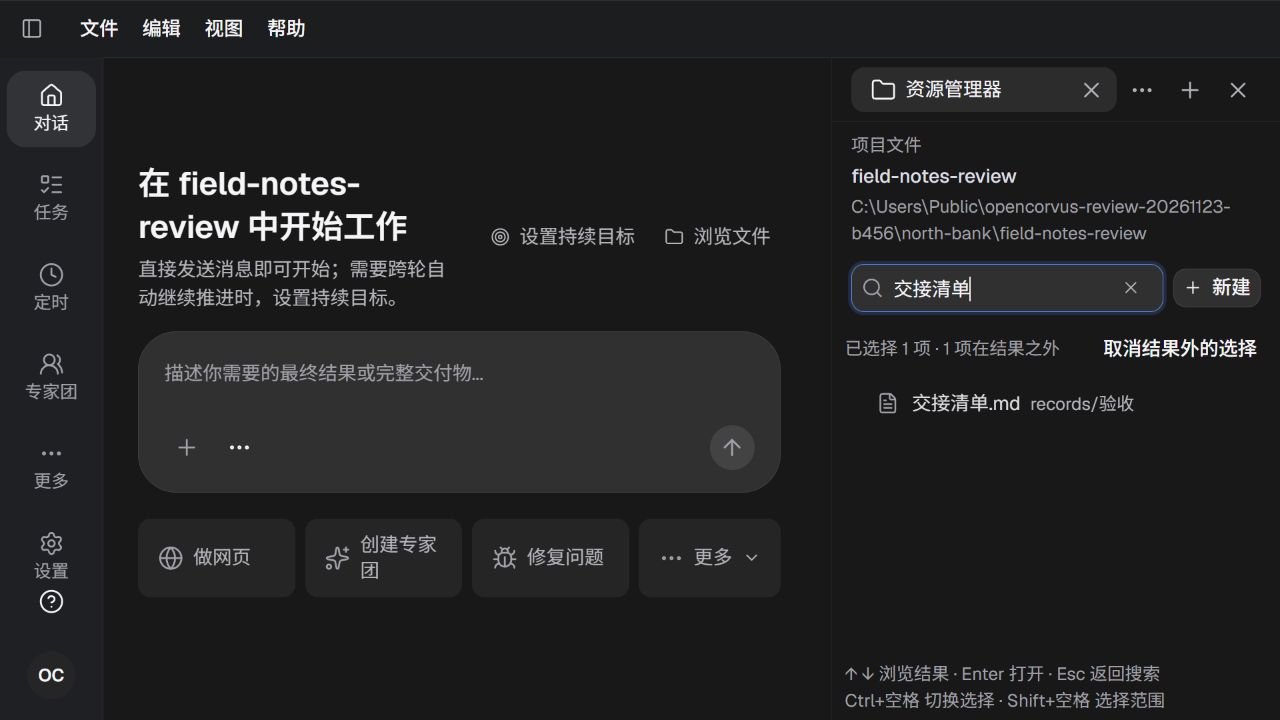 文件 编辑 视图 帮助
对话
任务
定时
专家团
更多
设置
OC
在 field-notes-
review 中开始工作
直接发送消息即可开始；需要跨轮自
动继续推进时，设置持续目标。
设置持续目标
浏览文件
描述你需要的最终结果或完整交付物...
做网页
创建专家
团
修复问题
更多
资源管理器
项目文件
field-notes-review
C:\Users\Public\opencorvus-review-20261123-
b456\north-bank\field-notes-review
交接清单
新建
已选择 1 项 · 1 项在结果之外
取消结果外的选择
交接清单.md records/验收
↑↓ 浏览结果 · Enter 打开 · Esc 返回搜索
Ctrl+空格 切换选择 · Shift+空格 选择范围